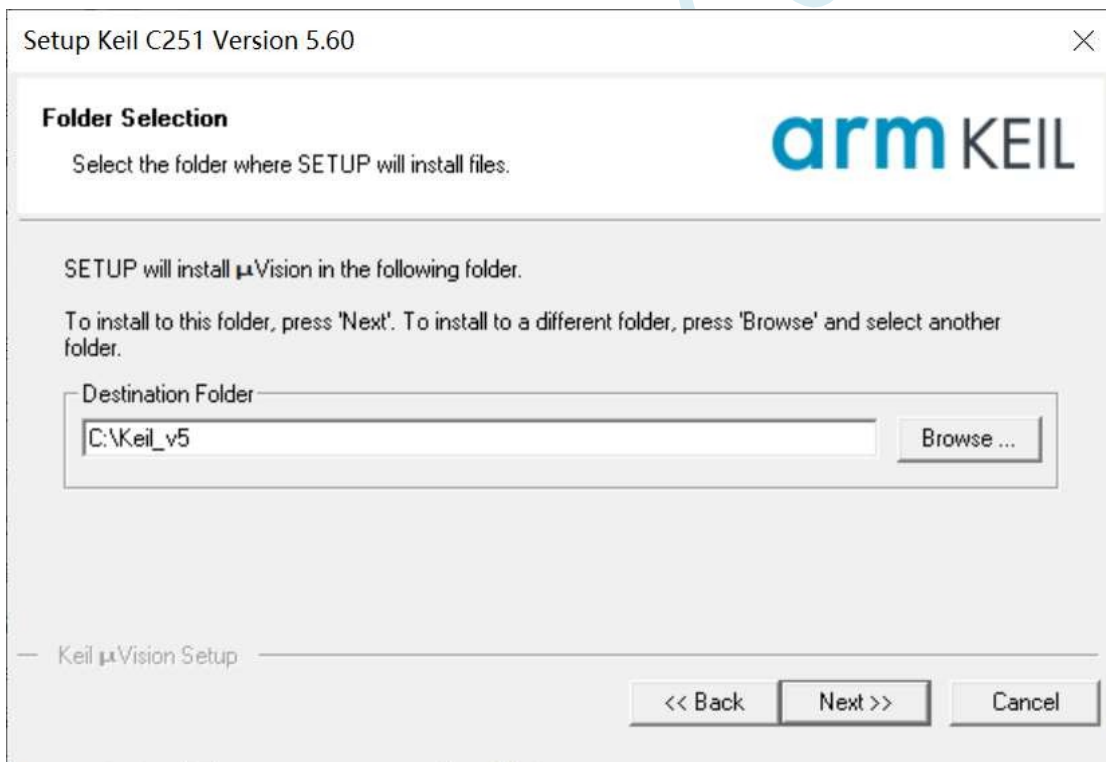 Setup Keil C251 Version 5.60
Folder Selection
Select the folder where SETUP will install files.
arm KEIL
SETUP will install µVision in the following folder.
To install to this folder, press 'Next'. To install to a different folder, press 'Browse' and select another
folder.
Destination Folder
C:\Keil_v5
Browse ...
Keil µVision Setup
<< Back
Next >>
Cancel